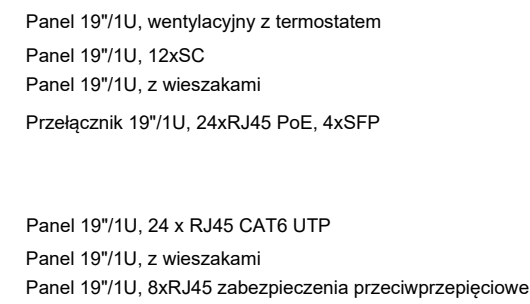 Panel 19"/1U, wentylacyjny z termostatem
Panel 19"/1U, 12xSC
Panel 19"/1U, z wieszakami
Przełącznik 19"/1U, 24xRJ45 PoE, 4xSFP
Panel 19"/1U, 24 x RJ45 CAT6 UTP
Panel 19"/1U, z wieszakami
Panel 19"/1U, 8xRJ45 zabezpieczenia przeciwprzepięciowe